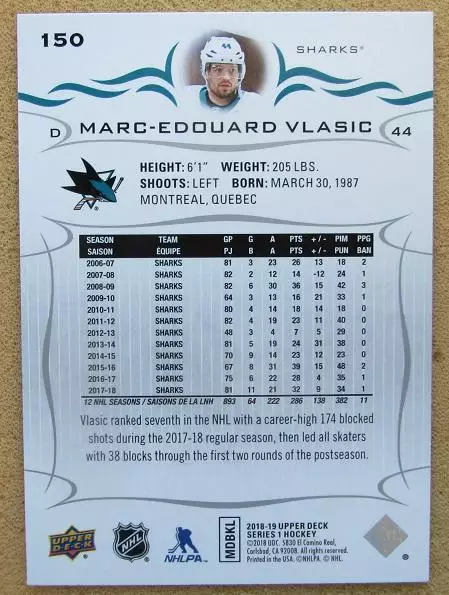 150
44
SHARKS®
D MARC-EDOUARD VLASIC 44
HEIGHT: 6'1" WEIGHT: 205 LBS.
SHOOTS: LEFT BORN: MARCH 30, 1987
MONTREAL, QUEBEC
SEASON TEAM GP G A PTS + / - PIM PPG
SAISON ÉQUIPE PJ B A PTS + / - PUN BAN
2006-07 SHARKS 81 3 23 26 13 18 2
2007-08 SHARKS 82 2 12 14 -12 24 1
2008-09 SHARKS 82 6 30 36 15 42 3
2009-10 SHARKS 64 3 13 16 21 33 1
2010-11 SHARKS 80 4 14 18 14 18 0
2011-12 SHARKS 82 4 19 23 11 40 0
2012-13 SHARKS 48 3 4 7 5 29 0
2013-14 SHARKS 81 5 19 24 31 38 0
2014-15 SHARKS 70 9 14 23 12 23 0
2015-16 SHARKS 67 8 31 39 15 48 2
2016-17 SHARKS 75 6 22 28 4 35 1
2017-18 SHARKS 81 11 21 32 9 34 1
12 NHL SEASONS / SAISONS DE LA LNH 893 64 222 286 138 382 11
Vlasic ranked seventh in the NHL with a career-high 174 blocked
shots during the 2017-18 regular season, then led all skaters
with 38 blocks through the first two rounds of the postseason.
UPPER DECK
NHL
NHLPA
MDBKL
2018-19 UPPER DECK
SERIES 1 HOCKEY
©2018 UDC. 5830 El Camino Real,
Carlsbad, CA 92008. All rights reserved.
Printed in the USA. ©NHLPA. © NHL.